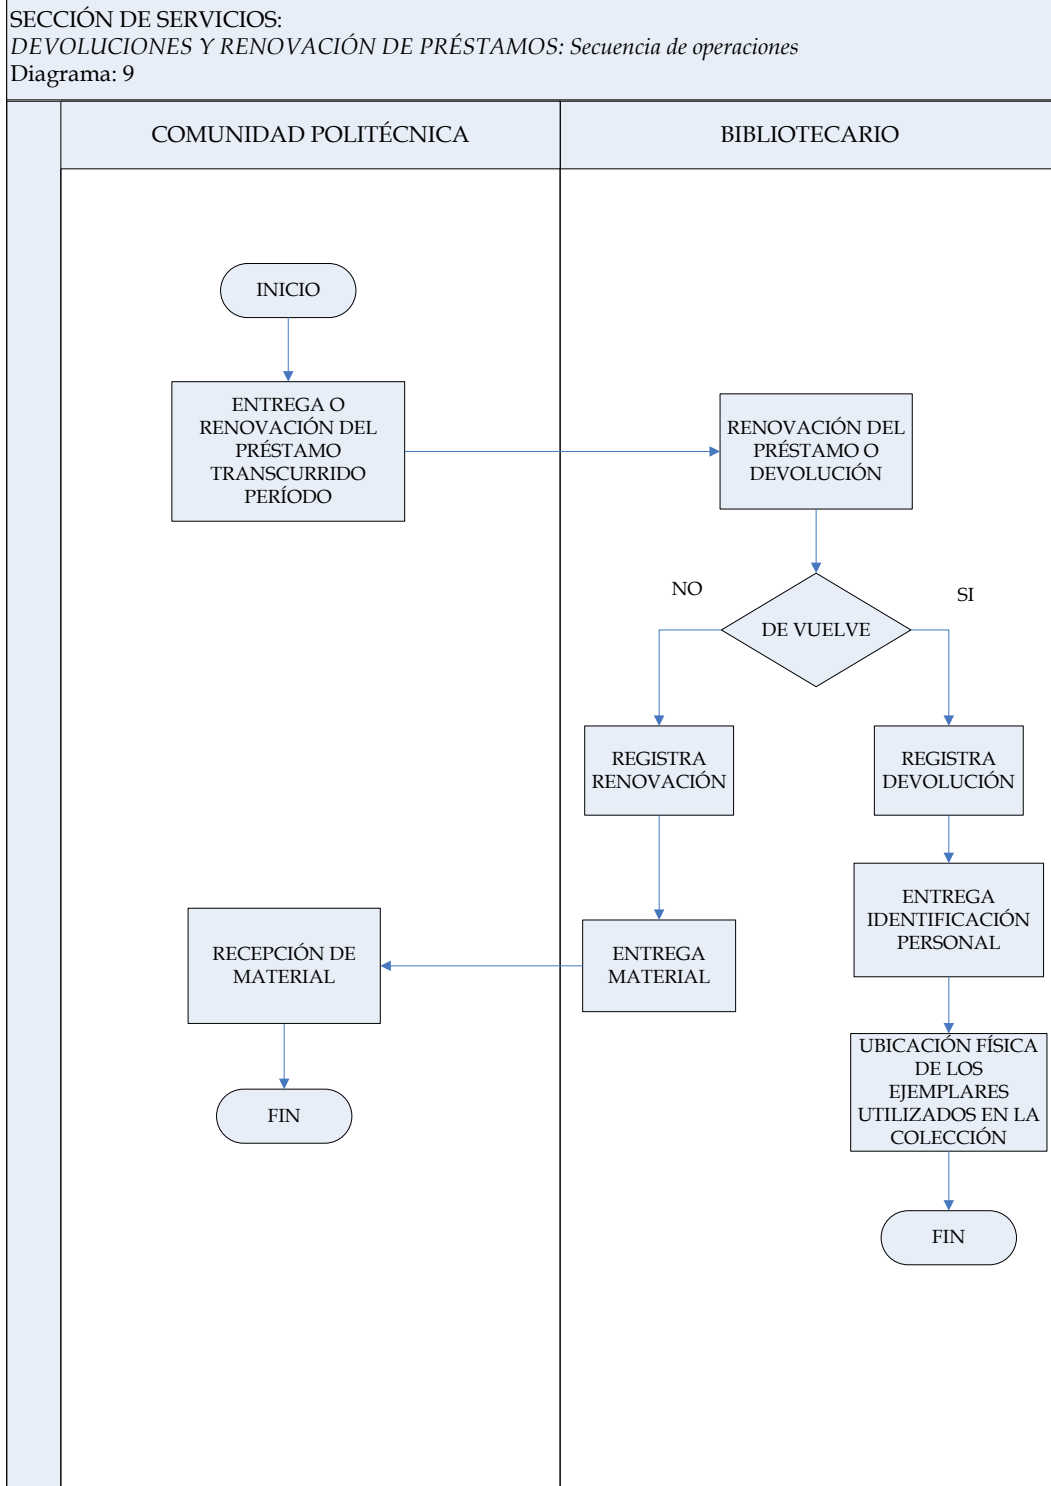 SECCIÓN DE SERVICIOS:
DEVOLUCIONES Y RENOVACIÓN DE PRÉSTAMOS: Secuencia de operaciones
Diagrama: 9
COMUNIDAD POLITÉCNICA
BIBLIOTECARIO
INICIO
ENTREGA O
RENOVACIÓN DEL
PRÉSTAMO
TRANSCURRIDO
PERÍODO
RENOVACIÓN DEL
PRÉSTAMO O
DEVOLUCIÓN
NO
SI
DE VUELVE
REGISTRA
RENOVACIÓN
REGISTRA
DEVOLUCIÓN
ENTREGA
IDENTIFICACIÓN
PERSONAL
RECEPCIÓN DE
MATERIAL
ENTREGA
MATERIAL
UBICACIÓN FÍSICA
DE LOS
EJEMPLARES
UTILIZADOS EN LA
COLECCIÓN
FIN
FIN